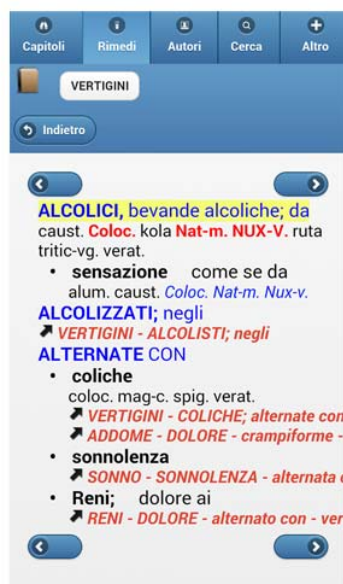 Capitoli Rimedi Autori Cerca Altro
VERTIGINI
Indietro
ALCOLICI, bevande alcoliche; da
caust. Coloc. kola Nat-m. NUX-V. ruta
tritic-vg. verat.
• sensazione come se da
alum. caust. Coloc. Nat-m. Nux-v.
ALCOLIZZATI; negli
VERTIGINI - ALCOLISTI; negli
ALTERNATE CON
• coliche
coloc. mag-c. spig. verat.
VERTIGINI - COLICHE; alternate con
ADDOME - DOLORE - crampiforme -
• sonnolenza
SONNO - SONNOLENZA - alternata
• Reni; dolore ai
RENI - DOLORE - alternato con - ver